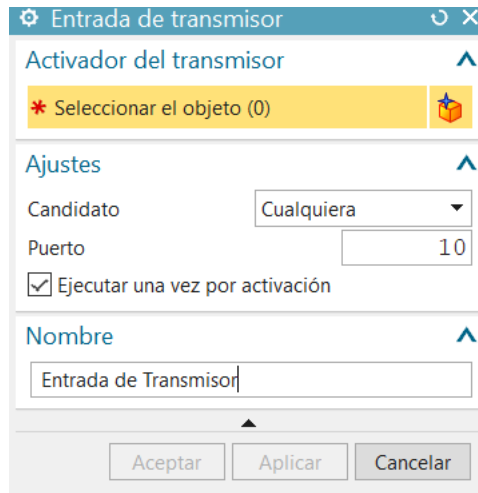 Entrada de transmisor
Activador del transmisor
* Seleccionar el objeto (0)
Ajustes
Candidato Cualquiera
Puerto 10
Ejecutar una vez por activación
Nombre
Entrada de Transmisor
Aceptar Aplicar Cancelar